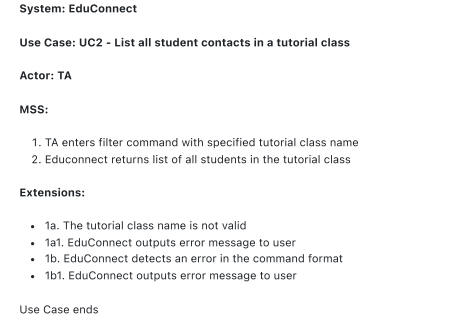 System: EduConnect
Use Case: UC2 - List all student contacts in a tutorial class
Actor: TA
MSS:
1. TA enters filter command with specified tutorial class name
2. Educonnect returns list of all students in the tutorial class
Extensions:
• 1a. The tutorial class name is not valid
• 1a1. EduConnect outputs error message to user
• 1b. EduConnect detects an error in the command format
• 1b1. EduConnect outputs error message to user
Use Case ends